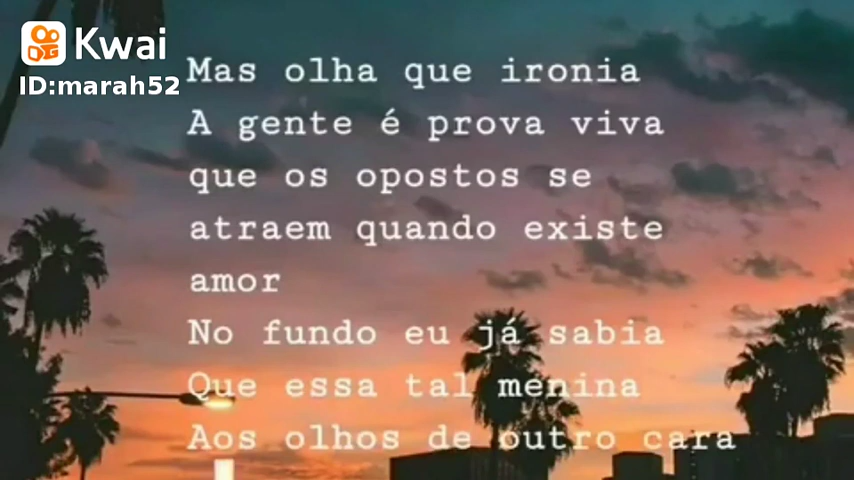 Kwai
ID:marah52
Mas olha que ironia
A gente é prova viva
que os opostos se
atraem quando existe
amor
No fundo eu já sabia
Que essa tal menina
Aos olhos de outro cara